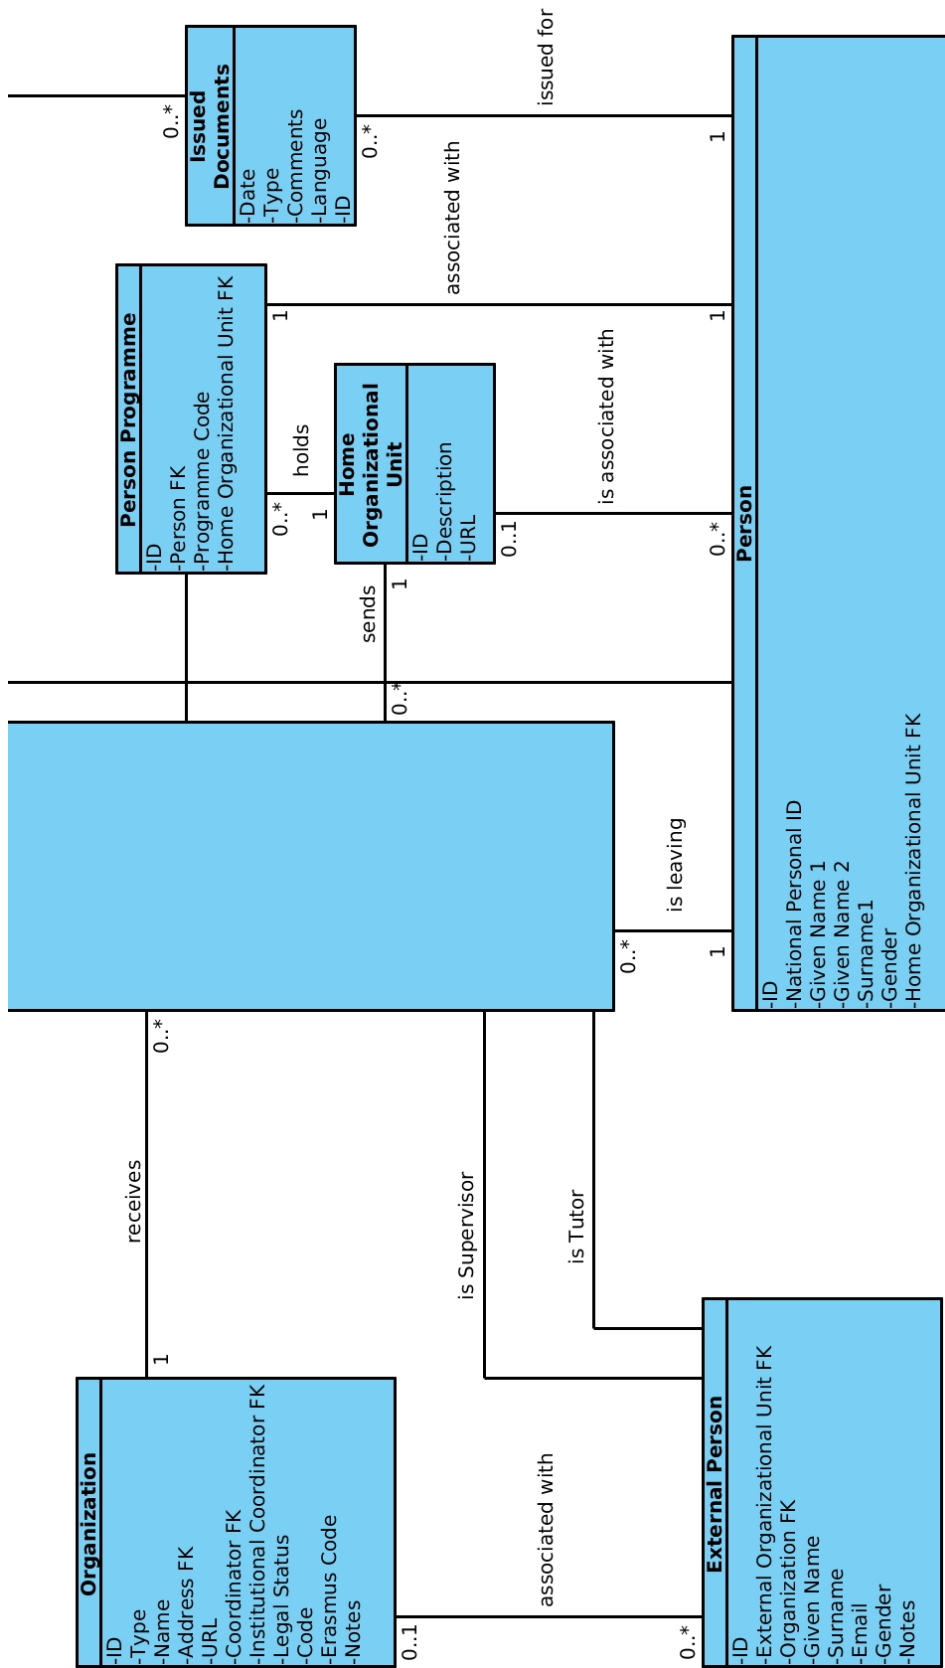 Organization
-ID
-Type
-Name
-Address FK
-URL
-Coordinator FK
-Institutional Coordinator FK
-Legal Status
-Code
-Erasmus Code
-Notes
1
receives
0..*
0..1
associated with
0..*
is Supervisor
is Tutor
External Person
-ID
-External Organizational Unit FK
-Organization FK
-Given Name
-Surname
-Email
-Gender
-Notes
Person Programme
-ID
-Person FK
-Programme Code
-Home Organizational Unit FK
0..*
holds
1
Home
Organizational
Unit
-ID
-Description
-URL
0..*
sends
1
0..1
is associated with
0..*
1
associated with
1
0..*
Issued
Documents
-Date
-Type
-Comments
-Language
-ID
0..*
issued for
1
0..*
is leaving
1
Person
-ID
-National Personal ID
-Given Name 1
-Given Name 2
-Surname1
-Gender
-Home Organizational Unit FK